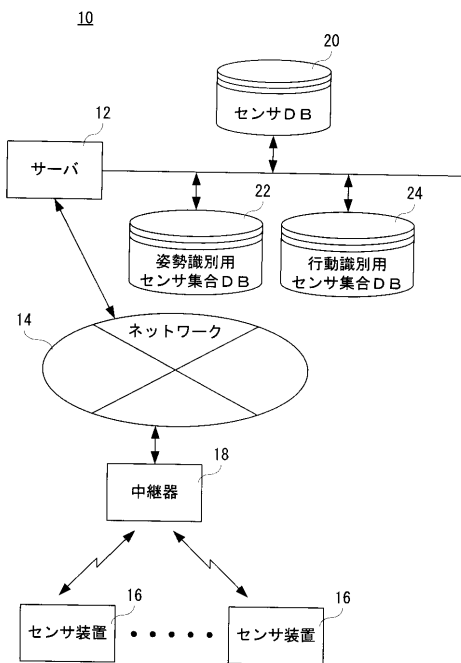 10
20
センサDB
12
サーバ
22
姿勢識別用
センサ集合DB
24
行動識別用
センサ集合DB
14
ネットワーク
18
中継器
16
センサ装置
16
センサ装置